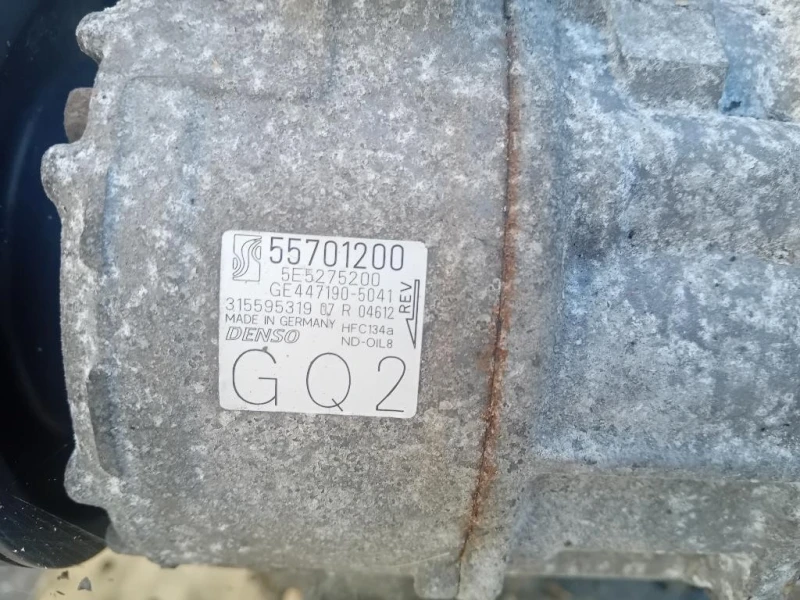 55701200
5E5275200
GE447190-5041
315595319 07 R 04612
MADE IN GERMANY HFC134a
DENSO ND-OIL8
REV
GQ2